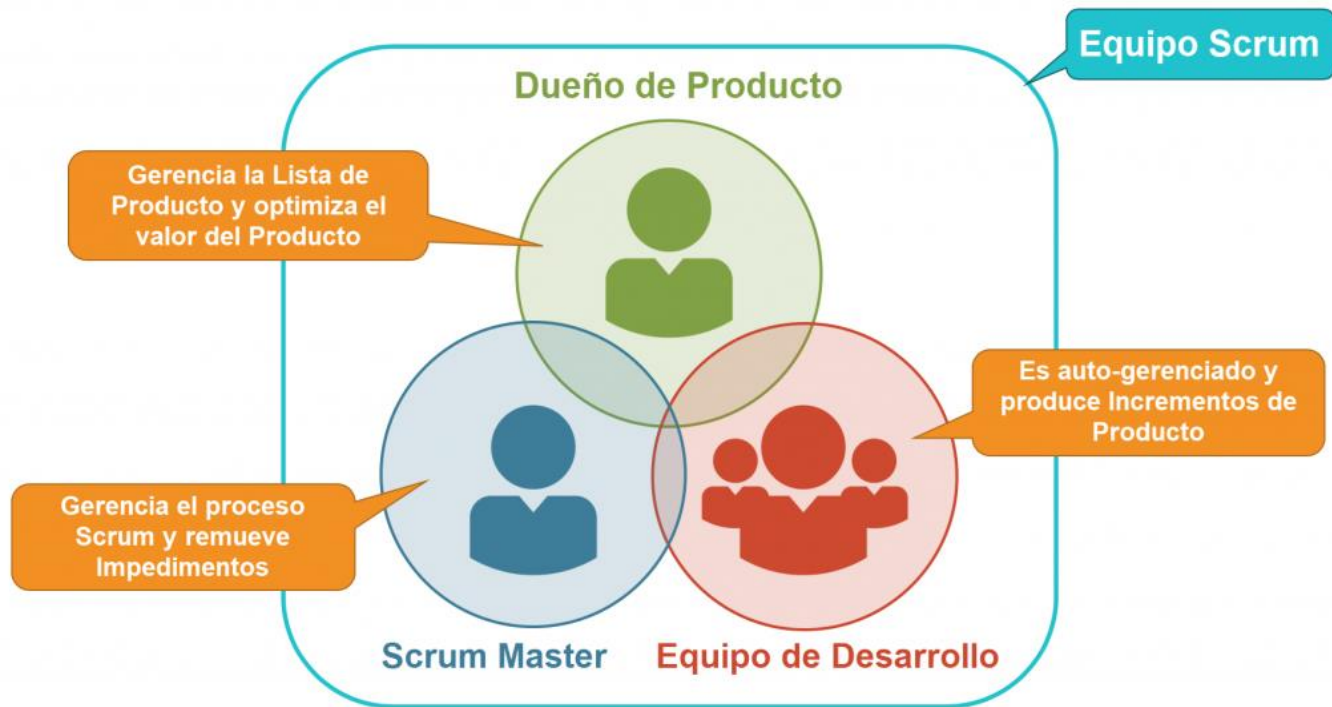 Equipo Scrum
Dueño de Producto
Gerencia la Lista de
Producto y optimiza el
valor del Producto
Es auto-gerenciado y
produce Incrementos de
Producto
Gerencia el proceso
Scrum y remueve
Impedimentos
Scrum Master
Equipo de Desarrollo